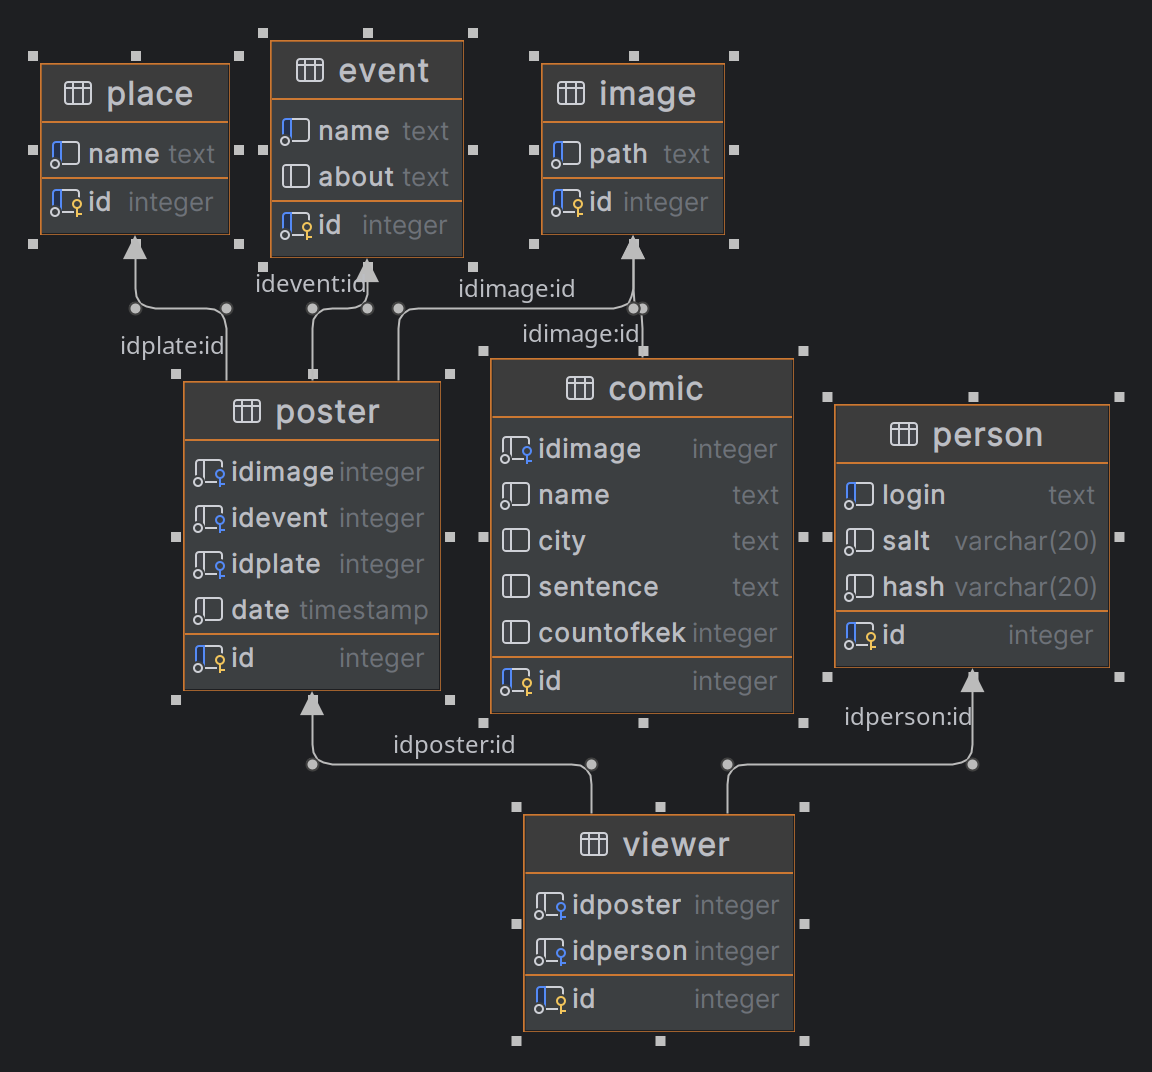 place
name text
id integer
event
name text
about text
id integer
image
path text
id integer
idevent:id
idimage:id
idplate:id
idimage:id
poster
idimage integer
idevent integer
idplate integer
date timestamp
id integer
comic
idimage integer
name text
city text
sentence text
countofkek integer
id integer
person
login text
salt varchar(20)
hash varchar(20)
id integer
idposter:id
idperson:id
viewer
idposter integer
idperson integer
id integer